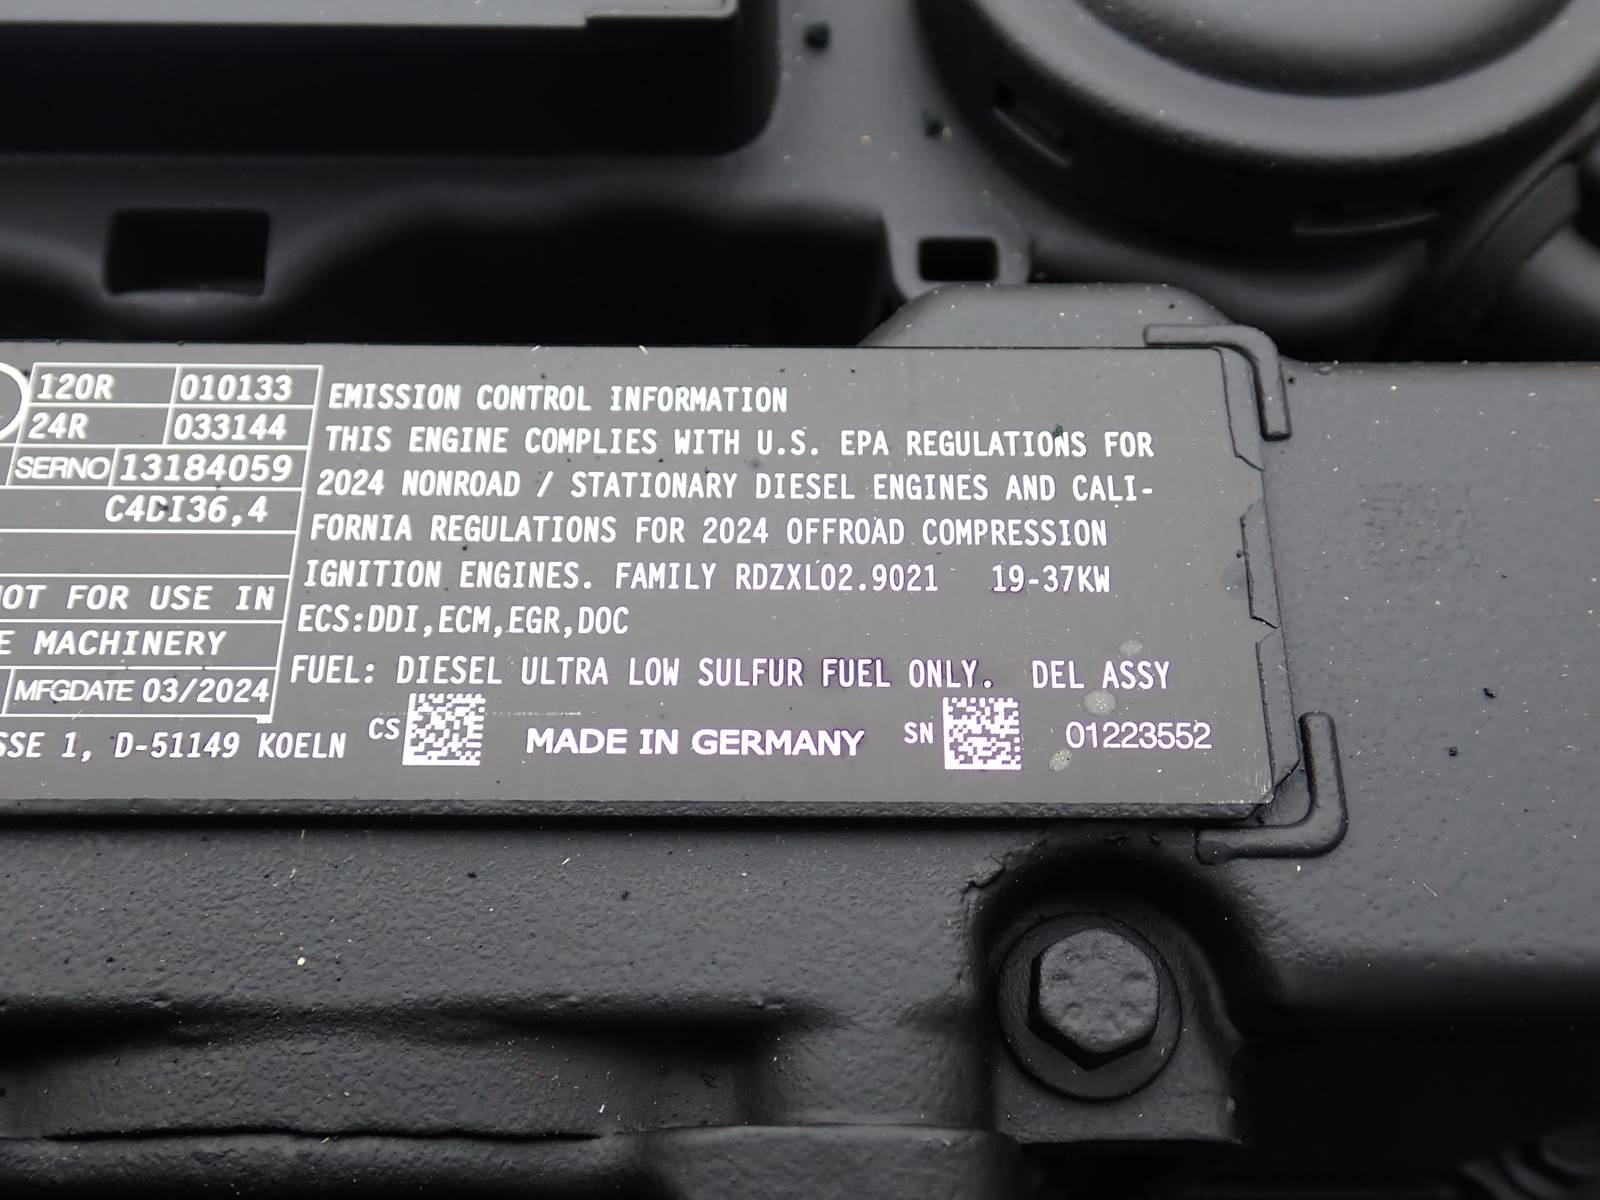 120R 010133
24R 033144
SERNO 13184059
C4DI36,4
NOT FOR USE IN
MACHINERY
MFGDATE 03/2024
1, D-51149 KOELN
EMISSION CONTROL INFORMATION
THIS ENGINE COMPLIES WITH U.S. EPA REGULATIONS FOR
2024 NONROAD / STATIONARY DIESEL ENGINES AND CALI-
FORNIA REGULATIONS FOR 2024 OFFROAD COMPRESSION
IGNITION ENGINES. FAMILY RDZXL02.9021 19-37KW
ECS:DDI,ECM,EGR,DOC
FUEL: DIESEL ULTRA LOW SULFUR FUEL ONLY. DEL ASSY
CS MADE IN GERMANY SN 01223552